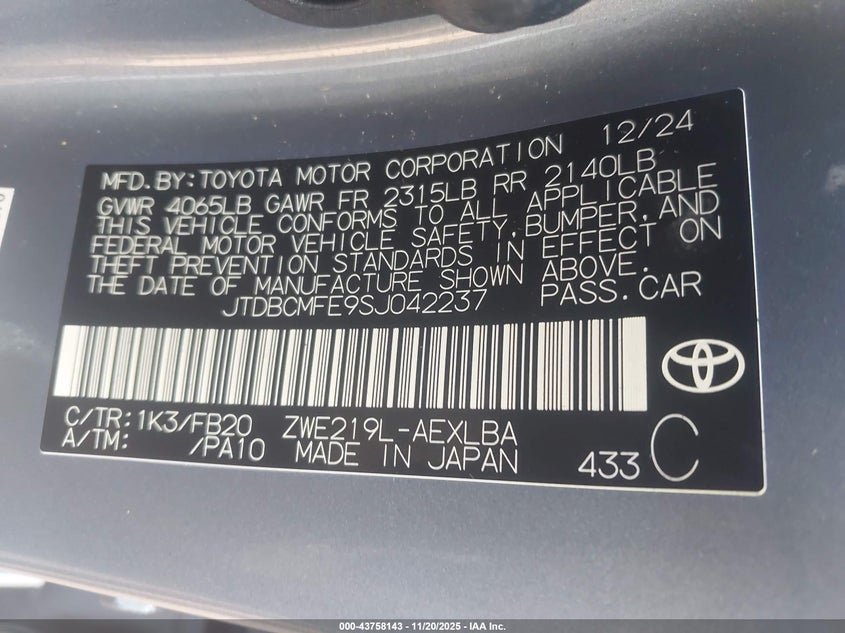 MFD.BY:TOYOTA MOTOR CORPORATION 12/24
GVWR 4065LB GAWR FR 2315LB RR 2140LB
THIS VEHICLE CONFORMS TO ALL APPLICABLE
FEDERAL MOTOR VEHICLE SAFETY,BUMPER,AND
THEFT PREVENTION STANDARDS IN EFFECT ON
THE DATE OF MANUFACTURE SHOWN ABOVE.
JTDBCMFE9SJ042237 PASS.CAR
C/TR:1K3/FB20 ZWE219L-AEXLBA
A/TM: /PA10 MADE IN JAPAN 433 C
000-43758143 - 11/20/2025 - IAA Inc.